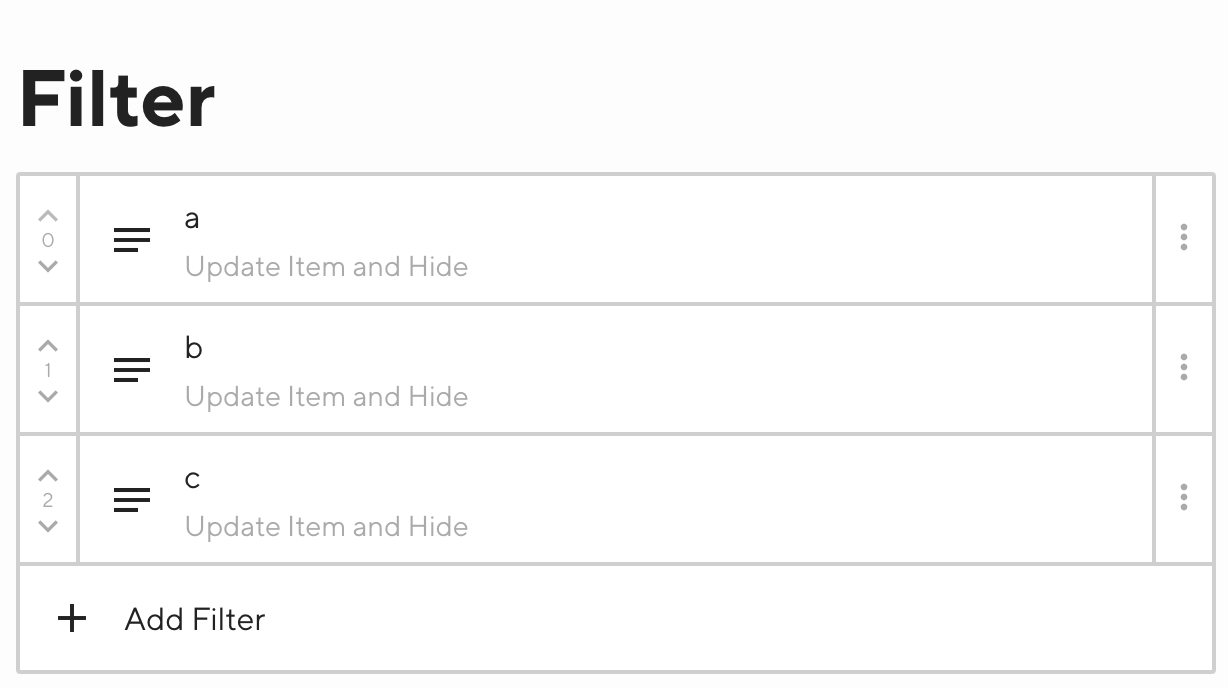 Filter
0
a
Update Item and Hide
1
b
Update Item and Hide
2
c
Update Item and Hide
Add Filter